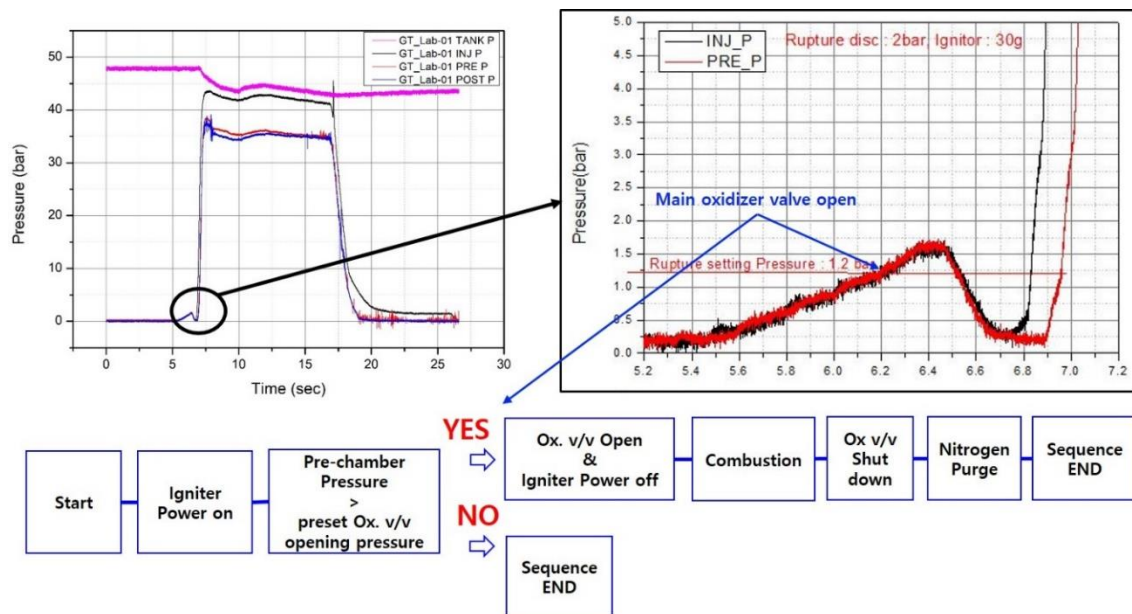 GT_Lab-01 TANK P
GT_Lab-01 INJ P
GT_Lab-01 PRE P
GT_Lab-01 POST P
Pressure (bar)
50
40
30
20
10
0
0
5
10
15
20
25
30
Time (sec)
INJ_P
PRE_P
Rupture disc : 2bar, Ignitor : 30g
Pressure(bar)
5.0
4.5
4.0
3.5
3.0
2.5
2.0
1.5
1.0
0.5
0.0
Main oxidizer valve open
Rupture setting Pressure : 1.2 bar
5.2
5.4
5.6
5.8
6.0
6.2
6.4
6.6
6.8
7.0
7.2
Start
Igniter
Power on
Pre-chamber
Pressure
>
preset Ox. v/v
opening pressure
YES
NO
Ox. v/v Open
&
Igniter Power off
Combustion
Ox v/v
Shut
down
Nitrogen
Purge
Sequence
END
Sequence
END